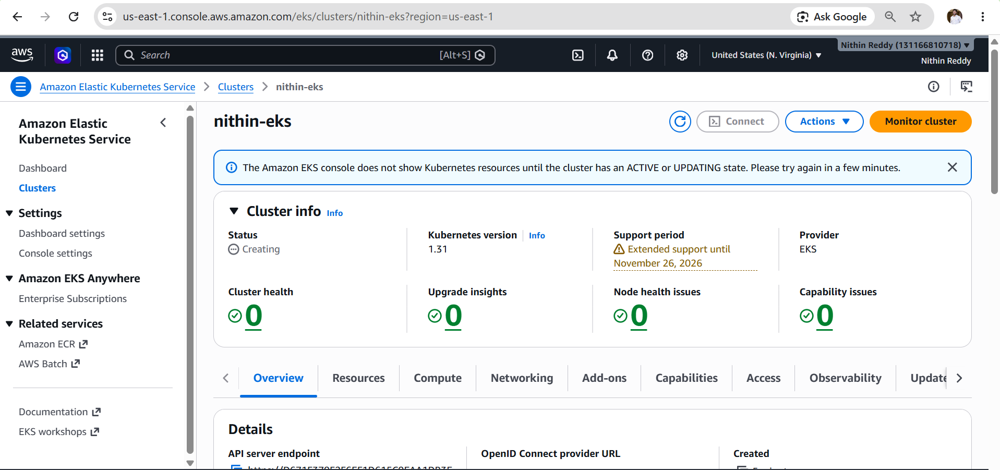 us-east-1.console.aws.amazon.com/eks/clusters/nithin-eks?region=us-east-1
Ask Google
aws
Search
[Alt+S]
United States (N. Virginia)
Nithin Reddy (131166810718)
Nithin Reddy
Amazon Elastic Kubernetes Service
Clusters
nithin-eks
Amazon Elastic
Kubernetes Service
Dashboard
Clusters
Settings
Dashboard settings
Console settings
Amazon EKS Anywhere
Enterprise Subscriptions
Related services
Amazon ECR
AWS Batch
Documentation
EKS workshops
nithin-eks
Connect
Actions
Monitor cluster
The Amazon EKS console does not show Kubernetes resources until the cluster has an ACTIVE or UPDATING state. Please try again in a few minutes.
Cluster info Info
Status
Creating
Kubernetes version Info
1.31
Support period
Extended support until
November 26, 2026
Provider
EKS
Cluster health
0
Upgrade insights
0
Node health issues
0
Capability issues
0
Overview
Resources
Compute
Networking
Add-ons
Capabilities
Access
Observability
Update
Details
API server endpoint
OpenID Connect provider URL
Created